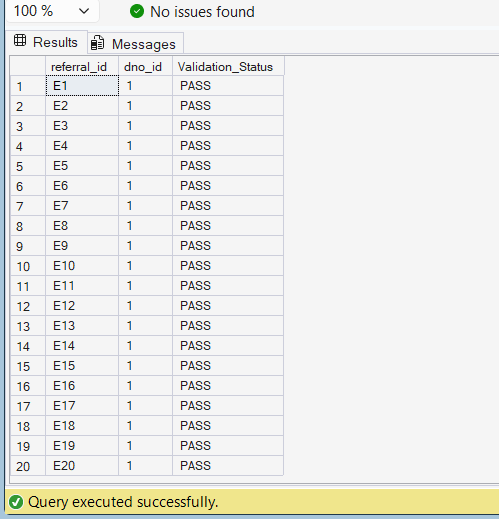 100 % No issues found
Results Messages
referral_id dno_id Validation_Status
1 E1 1 PASS
2 E2 1 PASS
3 E3 1 PASS
4 E4 1 PASS
5 E5 1 PASS
6 E6 1 PASS
7 E7 1 PASS
8 E8 1 PASS
9 E9 1 PASS
10 E10 1 PASS
11 E11 1 PASS
12 E12 1 PASS
13 E13 1 PASS
14 E14 1 PASS
15 E15 1 PASS
16 E16 1 PASS
17 E17 1 PASS
18 E18 1 PASS
19 E19 1 PASS
20 E20 1 PASS
Query executed successfully.